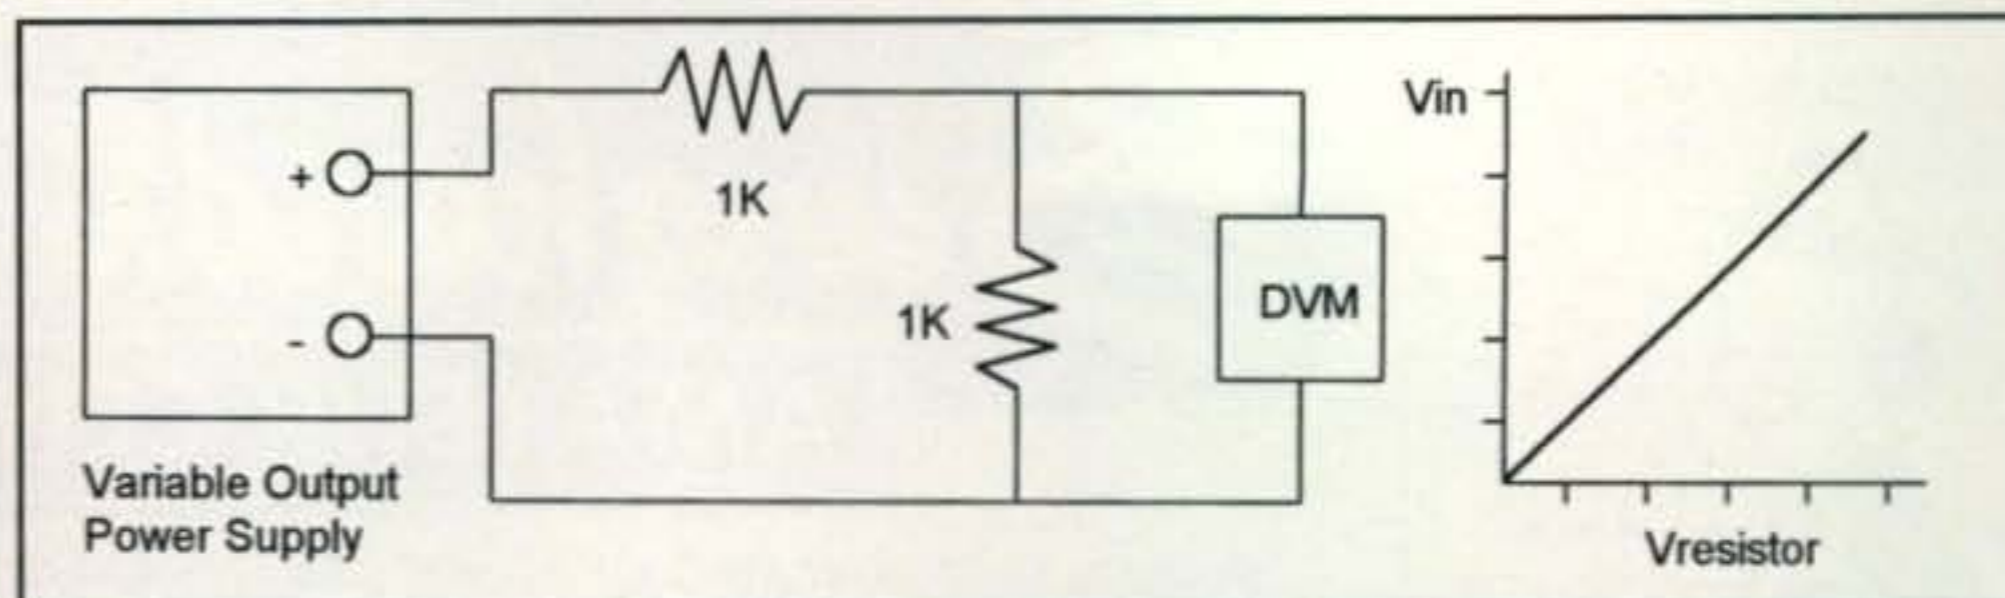 +
-
Variable Output
Power Supply
1K
1K
DVM
Vin
Vresistor